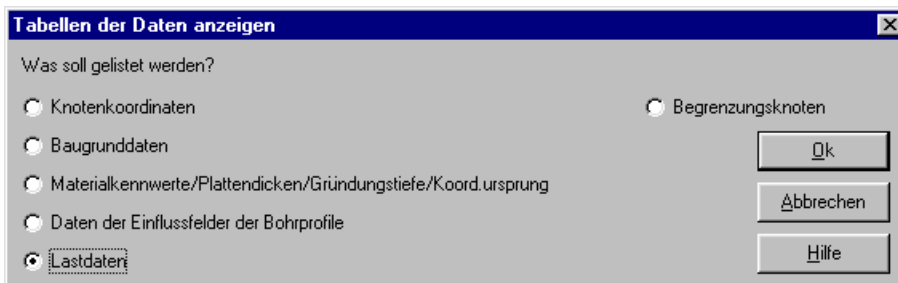 Tabellen der Daten anzeigen
Was soll gelistet werden?
Knotenkoordinaten
Begrenzungsknoten
Baugrunddaten
Ok
Materialkennwerte/Plattendicken/Gründungstiefe/Koord.ursprung
Abbrechen
Daten der Einflussfelder der Bohrprofile
Lastdaten
Hilfe